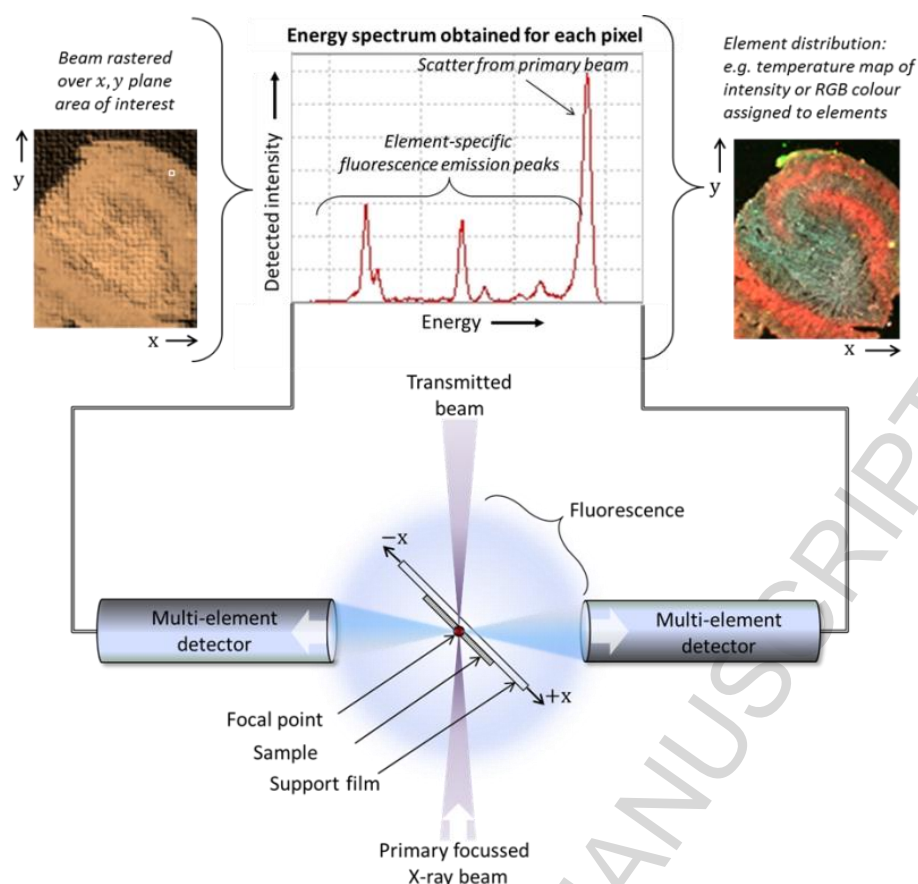 Beam rastered
over x, y plane
area of interest
y
x
Energy spectrum obtained for each pixel
Scatter from primary beam
Element-specific
fluorescence emission peaks
Detected intensity
Energy
Element distribution:
e.g. temperature map of
intensity or RGB colour
assigned to elements
y
x
Transmitted
beam
Fluorescence
−x
Multi-element
detector
Multi-element
detector
+x
Focal point
Sample
Support film
Primary focussed
X-ray beam
MANUSCRIPT